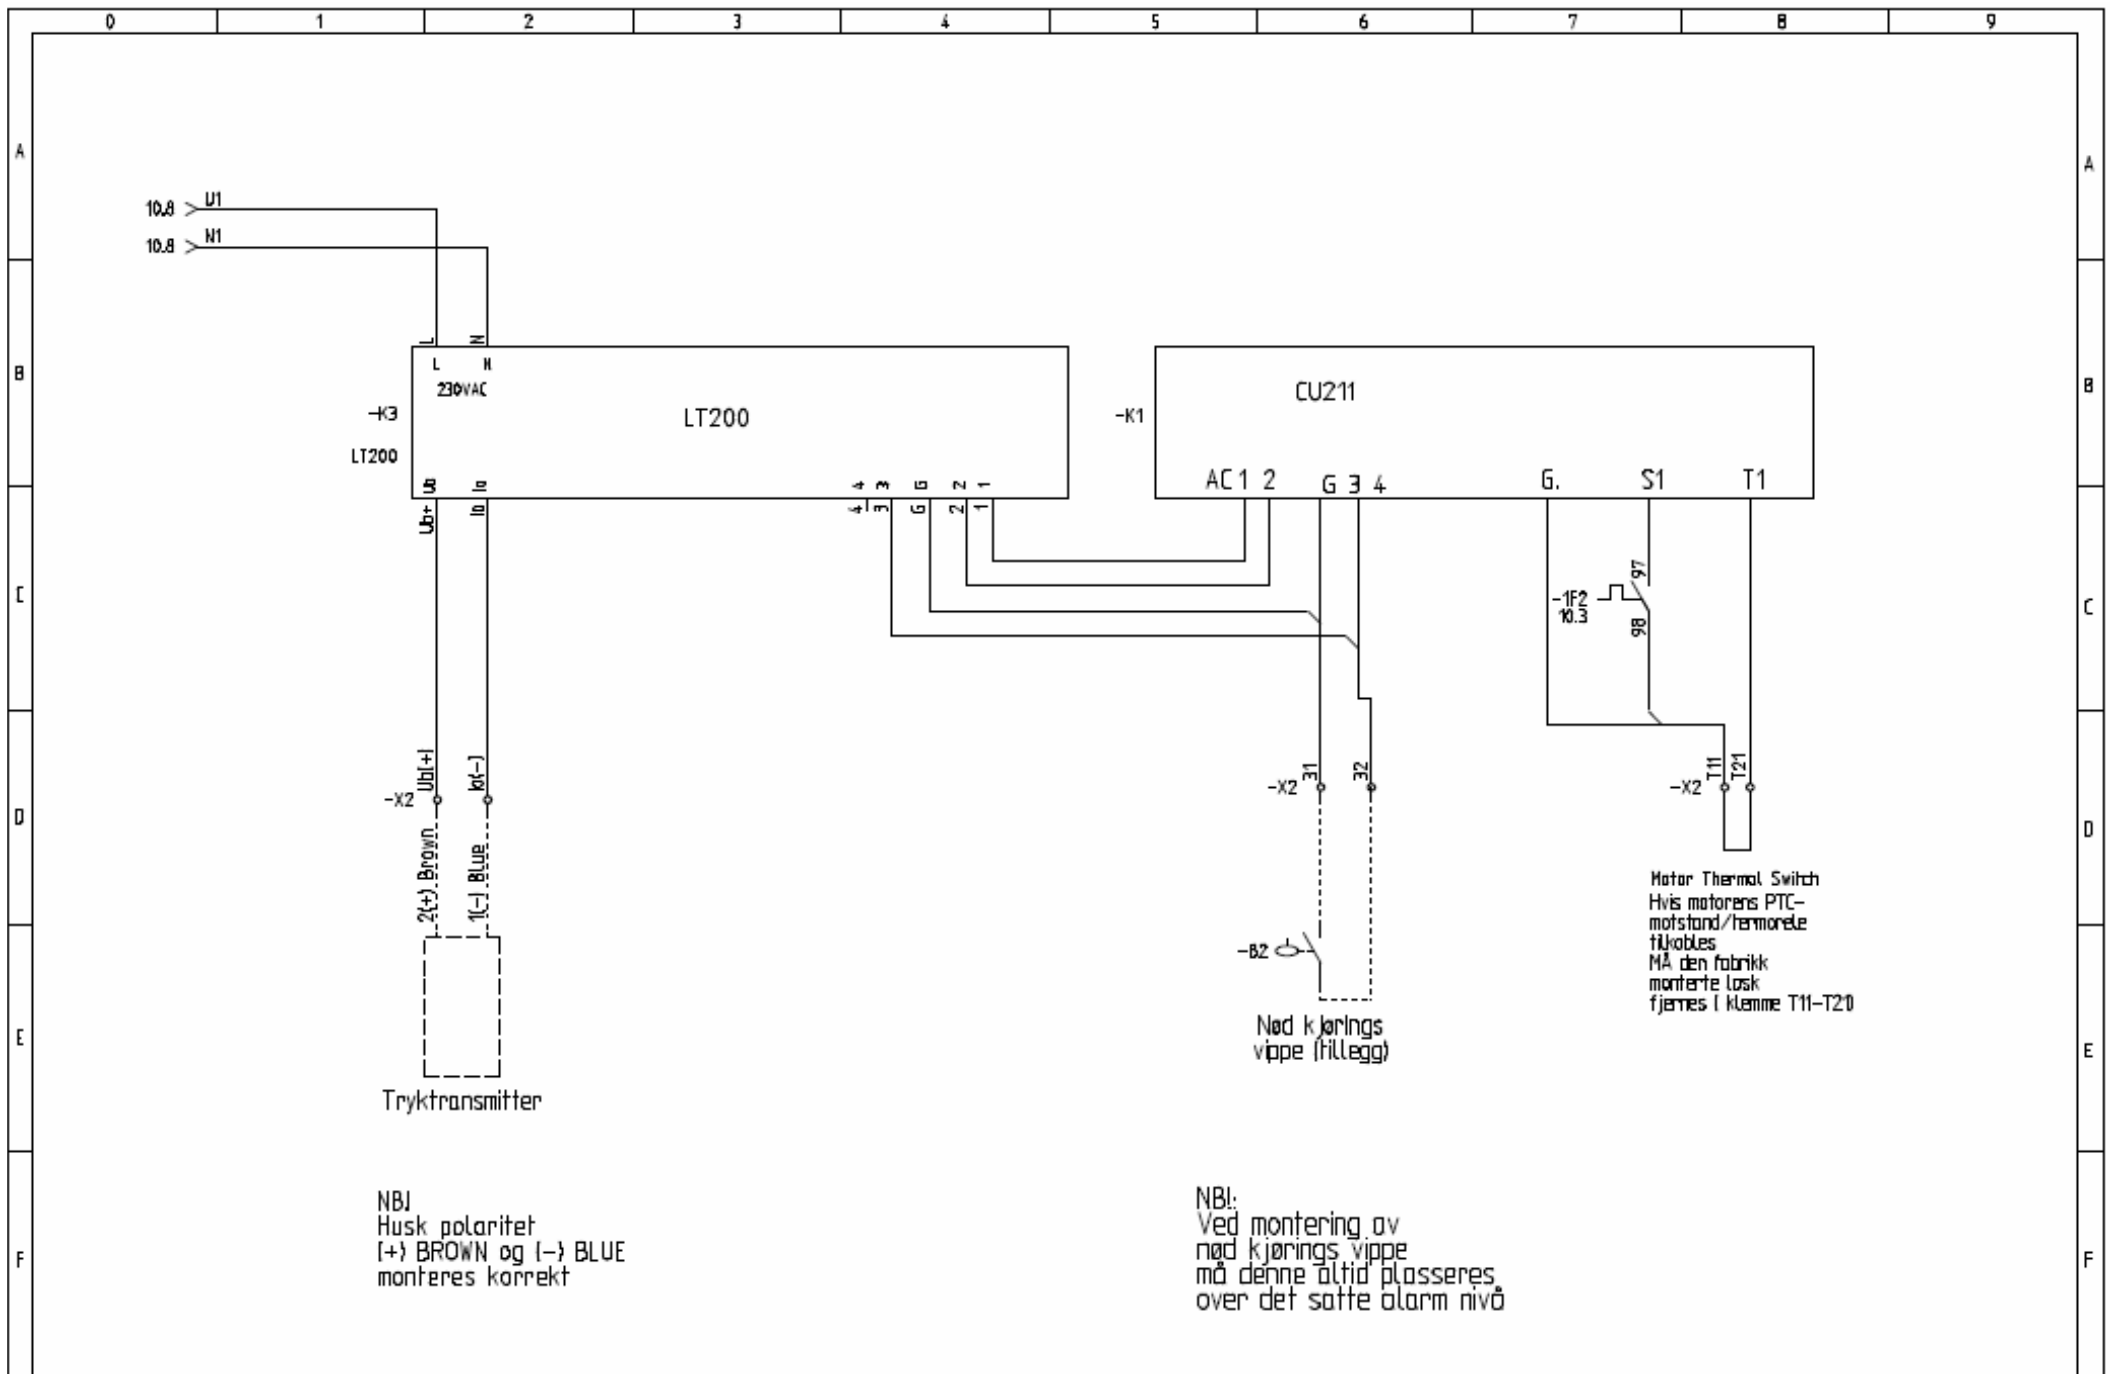 0 1 2 3 4 5 6 7 8 9
A A
10.8 U1
10.8 N1
L N
B B
L N
230VAC
CU211
-K3 LT200 -K1
LT200
Ub Ia 4 3 G 2 1 AC 1 2 G 3 4 G. S1 T1
Ub+ 4 3 G 2 1
97
C
-1F2
10.3
98
Ub(+) 31 32 T11 T21
-X2 -X2 -X2
D D
2(+) Brown 1(-) Blue
Motor Thermal Switch
Hvis motorens PTC-
motstand/termorele
tilkobles
MÅ den fabrikk
monterte lask
fjernes ( klemme T11-T21)
-B2
Nød kjørings
vippe (tillegg)
E E
Tryktransmitter
NB!
Husk polaritet
(+) BROWN og (-) BLUE
monteres korrekt
NB!:
Ved montering av
nød kjørings vippe
må denne altid plasseres
over det satte alarm nivå
F F